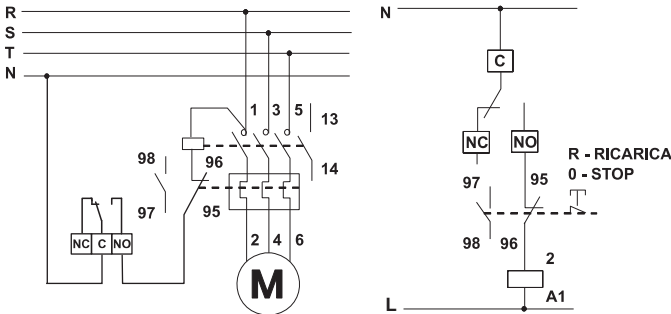 R
S
T
N
1 3 5
13
14
98
96
97
95
NC C NO
2 4 6
M
N
C
NC NO
R - RICARICA
0 - STOP
97 95
98 96
2
A1
L